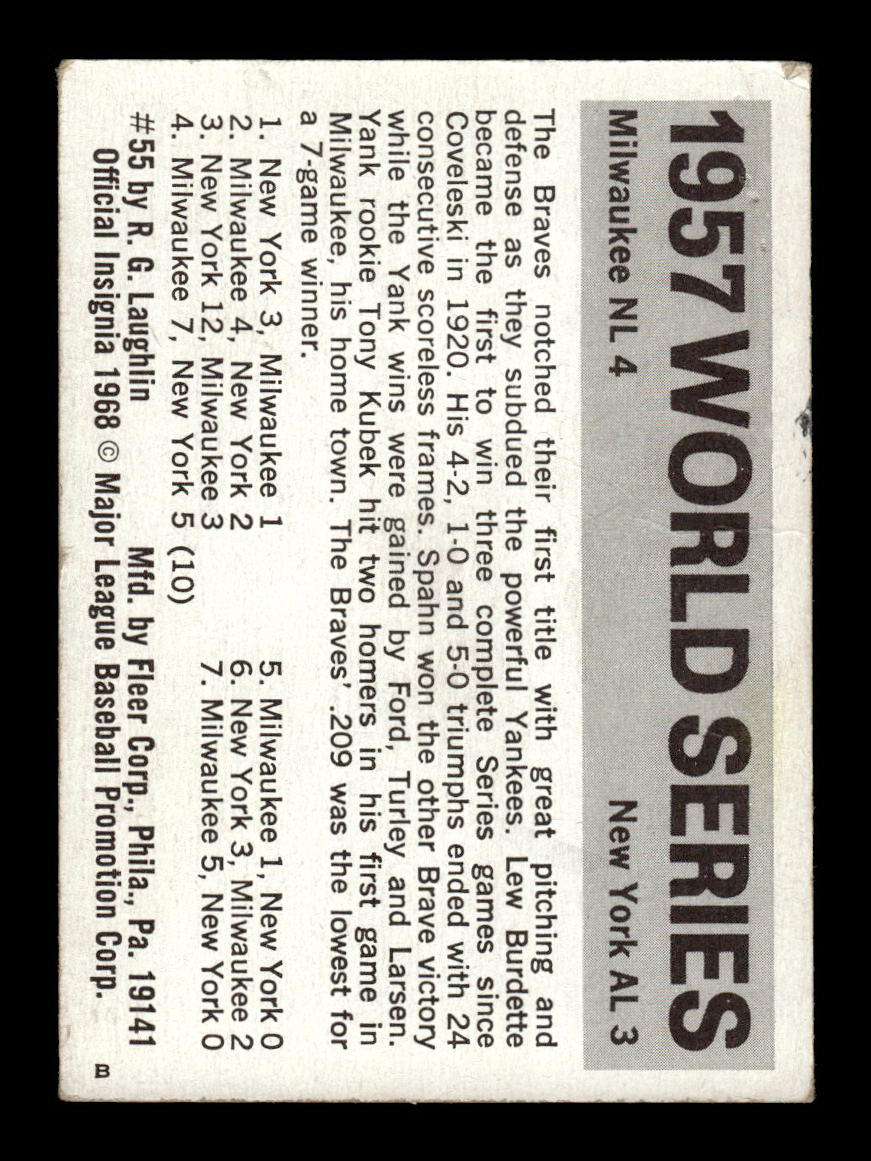 1957 WORLD SERIES
Milwaukee NL 4 New York AL 3
The Braves notched their first title with great pitching and
defense as they subdued the powerful Yankees. Lew Burdette
became the first to win three complete Series games since
Coveleski in 1920. His 4-2, 1-0 and 5-0 triumphs ended with 24
consecutive scoreless frames. Spahn won the other Brave victory
while the Yank wins were gained by Ford, Turley and Larsen.
Yank rookie Tony Kubek hit two homers in his first game in
Milwaukee, his home town. The Braves' .209 was the lowest for
a 7-game winner.
1. New York 3, Milwaukee 1
2. Milwaukee 4, New York 2
3. New York 12, Milwaukee 3
4. Milwaukee 7, New York 5 (10)
5. Milwaukee 1, New York 0
6. New York 3, Milwaukee 2
7. Milwaukee 5, New York 0
#55 by R. G. Laughlin Mfd. by Fleer Corp., Phila., Pa. 19141
Official Insignia 1968 © Major League Baseball Promotion Corp.
m